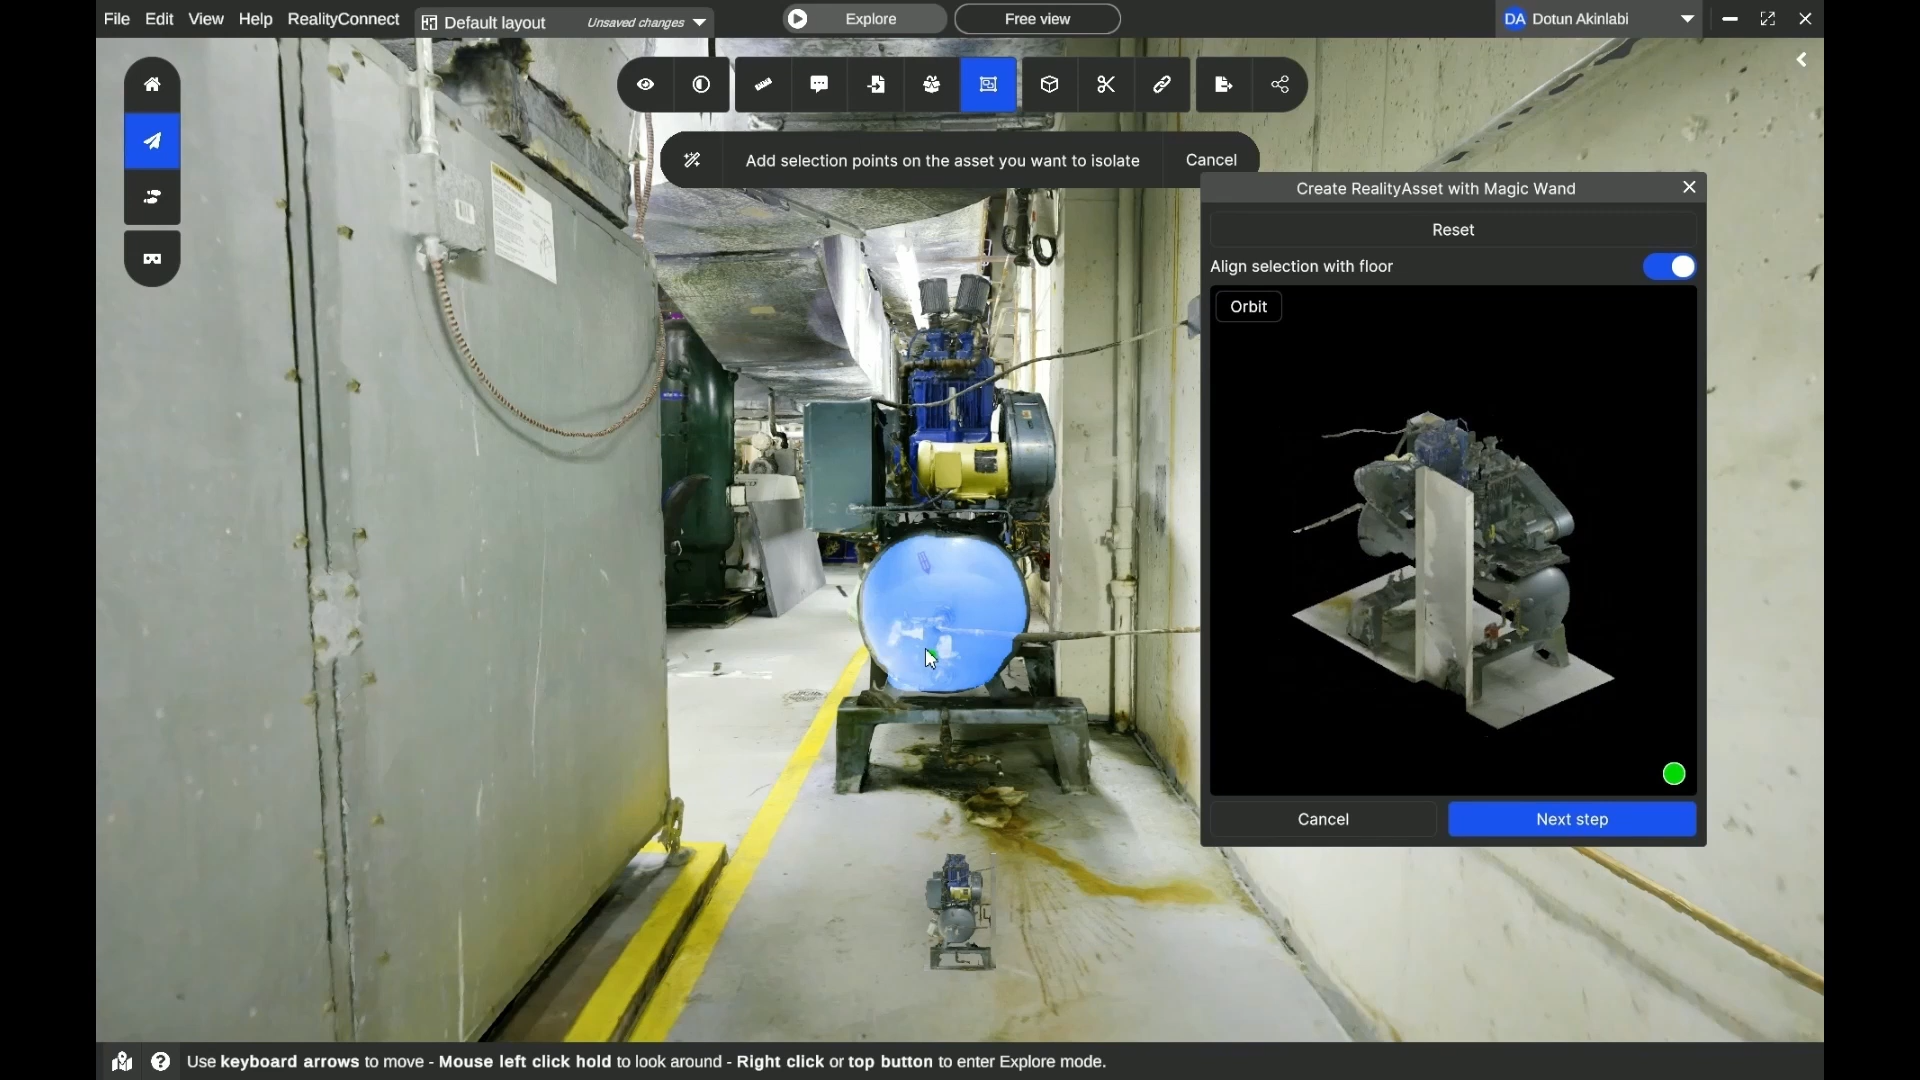 File Edit View Help RealityConnect Default layout Unsaved changes Explore Free view DA Dotun Akinlabi
Add selection points on the asset you want to isolate Cancel
Create RealityAsset with Magic Wand
Reset
Align selection with floor
Orbit
Cancel Next step
Use keyboard arrows to move - Mouse left click hold to look around - Right click or top button to enter Explore mode.